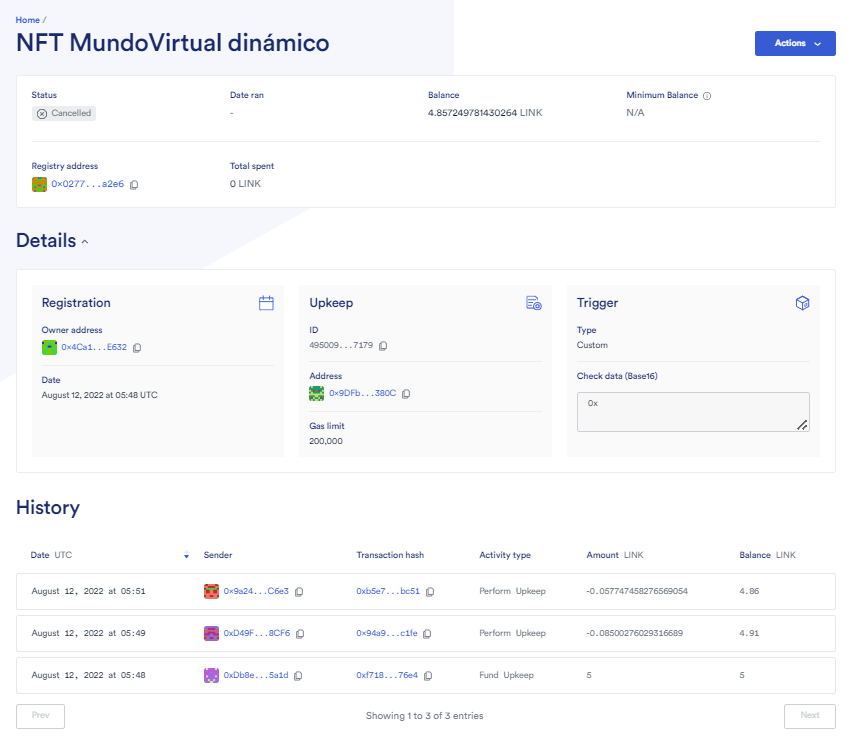 Home /
NFT MundoVirtual dinámico
Actions
Status Date ran Balance Minimum Balance
Cancelled - 4.857249781430264 LINK N/A
Registry address Total spent
0x0277...a2e6 0 LINK
Details
Registration Upkeep Trigger
Owner address ID Type
0x4Ca1...E632 495009...7179 Custom
Date Address Check data (Base16)
August 12, 2022 at 05:48 UTC 0x9DFb...380C 0x
Gas limit
200,000
History
Date UTC Sender Transaction hash Activity type Amount LINK Balance LINK
August 12, 2022 at 05:51 0x9a24...C6e3 0xb5e7...bc51 Perform Upkeep -0.057747458276569054 4.86
August 12, 2022 at 05:49 0xD49F...8CF6 0x94a9...c1fe Perform Upkeep -0.08500276029316689 4.91
August 12, 2022 at 05:48 0xDb8e...5a1d 0xf718...76e4 Fund Upkeep 5 5
Prev Showing 1 to 3 of 3 entries Next